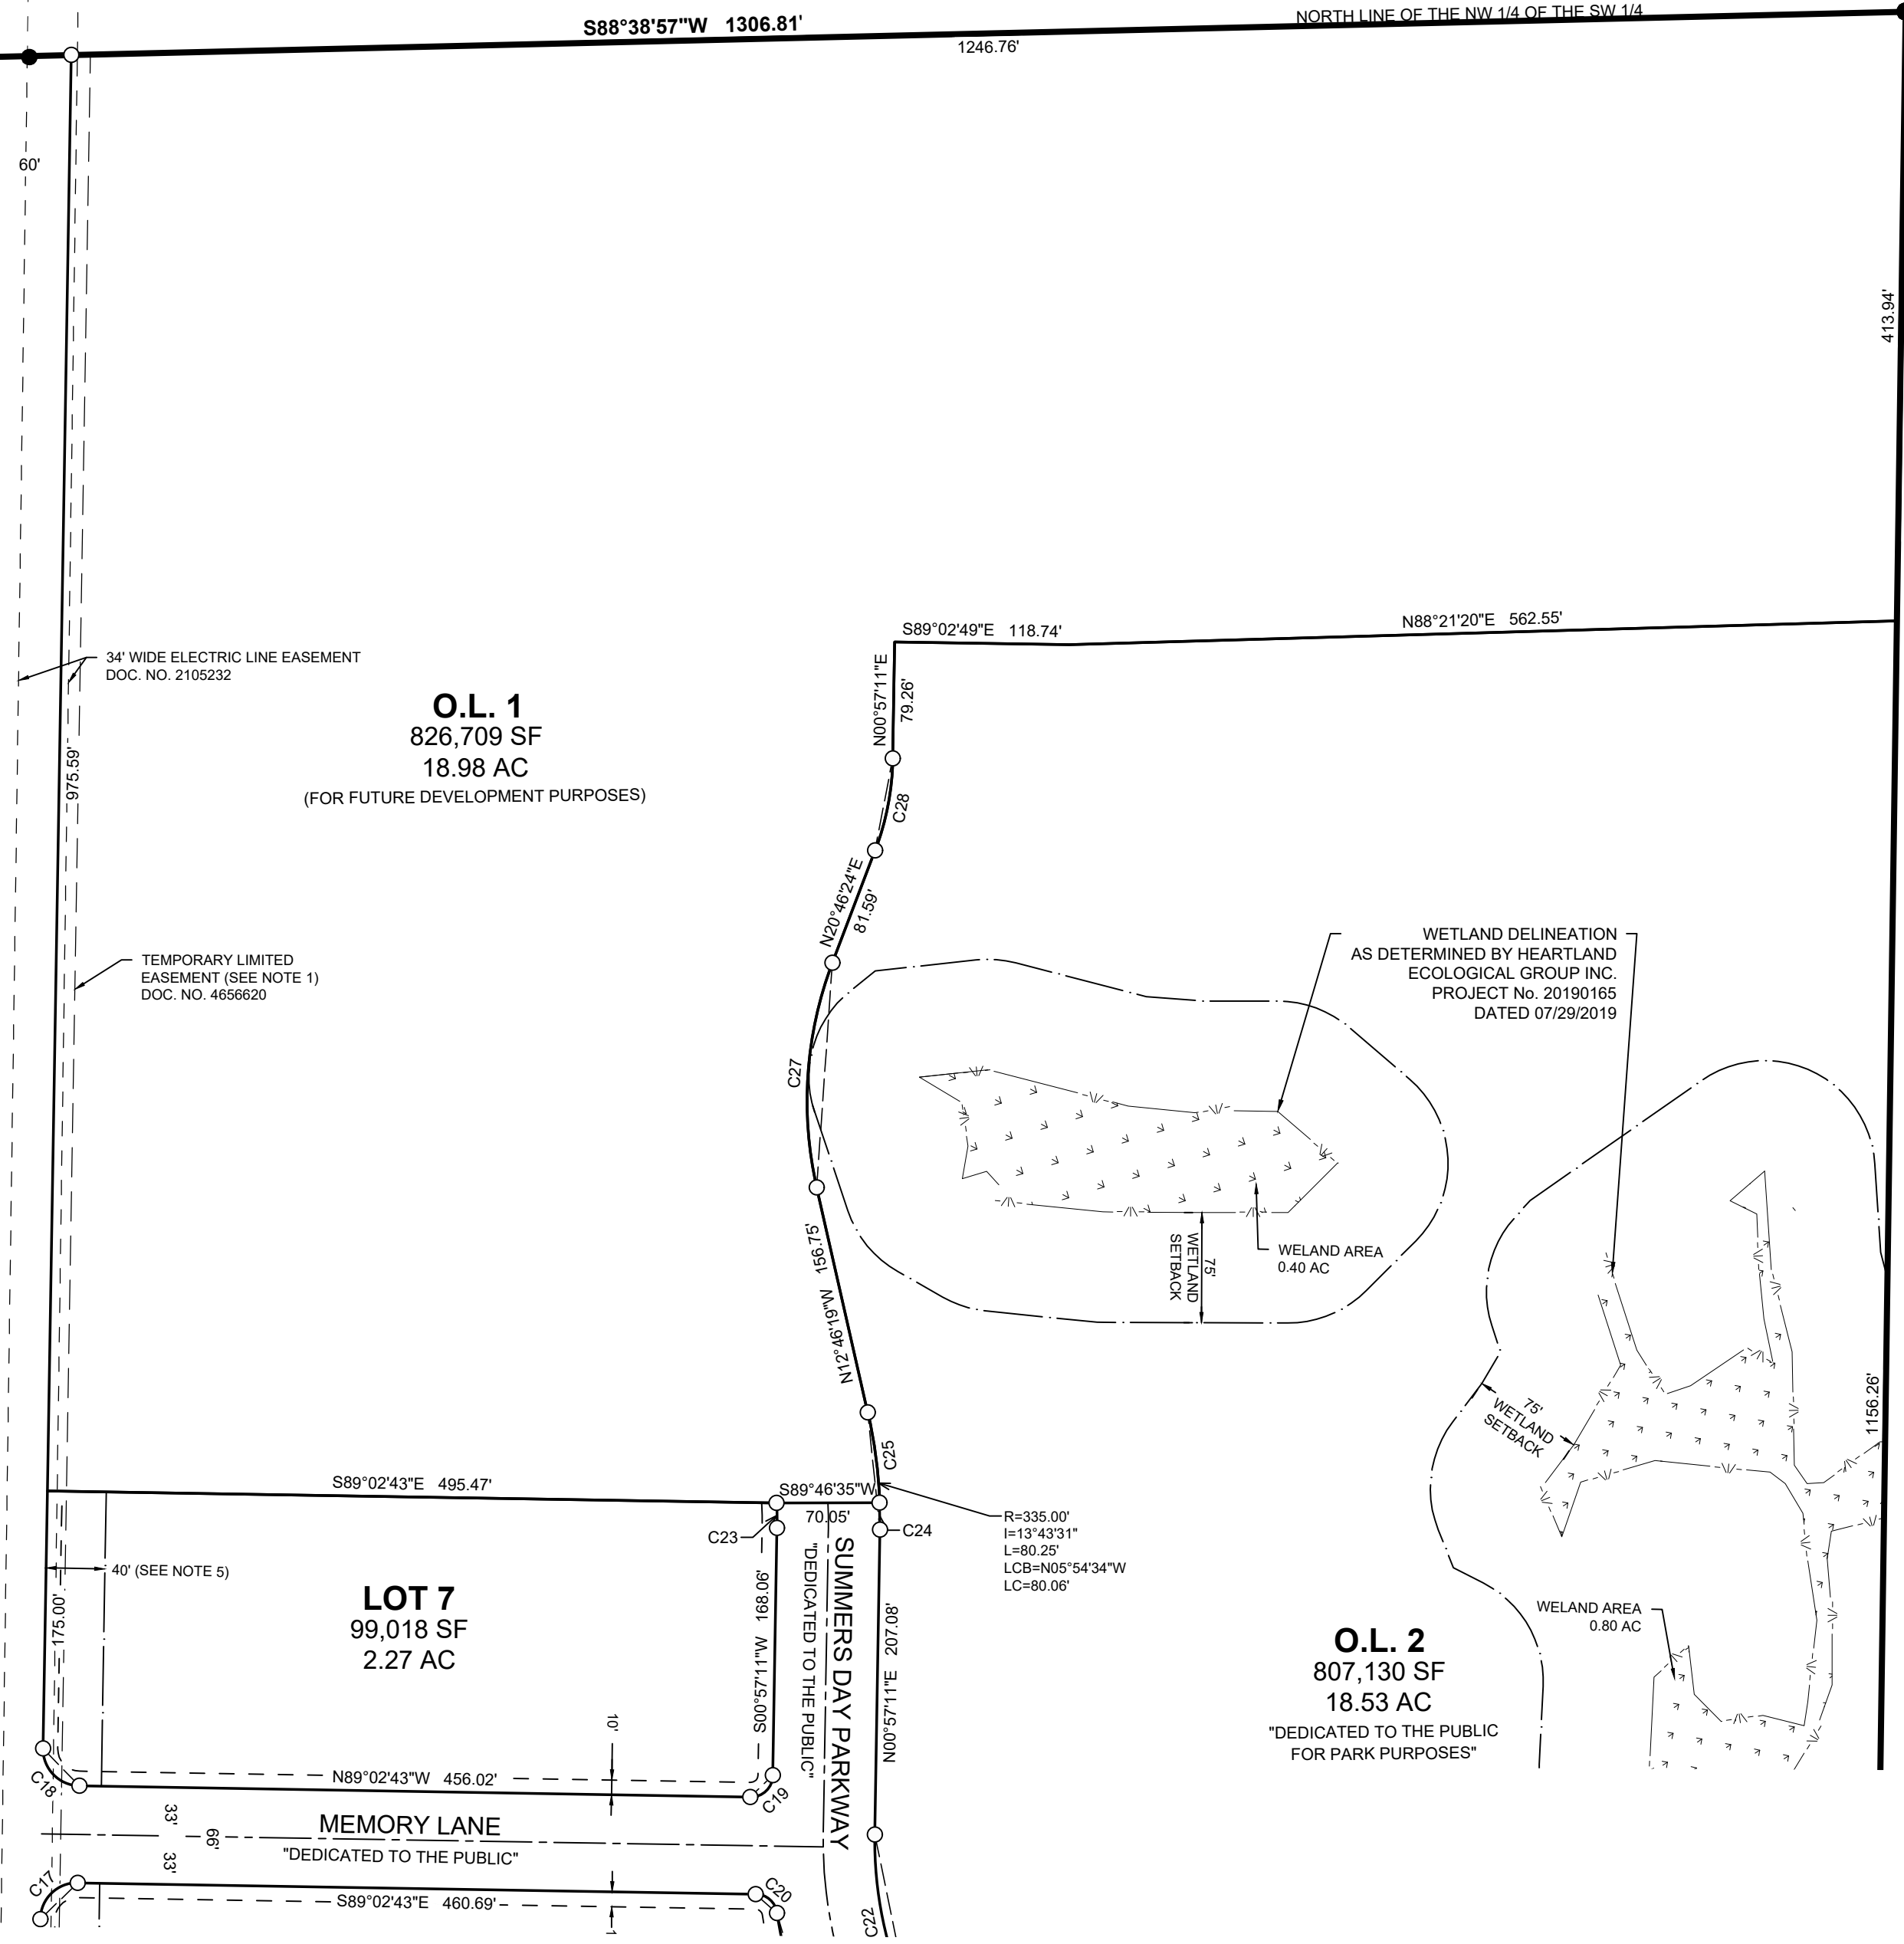 S88°38'57"W 1306.81'
NORTH LINE OF THE NW 1/4 OF THE SW 1/4
1246.76'
60'
413.94'
S89°02'49"E 118.74'
N88°21'20"E 562.55'
34' WIDE ELECTRIC LINE EASEMENT
DOC. NO. 2105232
N00°57'11"E
79.26'
O.L. 1
826,709 SF
18.98 AC
(FOR FUTURE DEVELOPMENT PURPOSES)
975.59'
C28
N20°46'24"E
81.59'
TEMPORARY LIMITED
EASEMENT (SEE NOTE 1)
DOC. NO. 4656620
WETLAND DELINEATION
AS DETERMINED BY HEARTLAND
ECOLOGICAL GROUP INC.
PROJECT No. 20190165
DATED 07/29/2019
C27
N12°46'19"W 156.75'
75'
WETLAND
SETBACK
WELAND AREA
0.40 AC
75'
WETLAND
SETBACK
1156.26'
C25
S89°02'43"E 495.47'
S89°46'35"W
70.05'
C23
C24
R=335.00'
I=13°43'31"
L=80.25'
LCB=N05°54'34"W
LC=80.06'
40' (SEE NOTE 5)
LOT 7
99,018 SF
2.27 AC
175.00'
S00°57'11"W 168.06'
SUMMERS DAY PARKWAY
"DEDICATED TO THE PUBLIC"
N00°57'11"E 207.08'
WELAND AREA
0.80 AC
O.L. 2
807,130 SF
18.53 AC
"DEDICATED TO THE PUBLIC
FOR PARK PURPOSES"
10'
C18
N89°02'43"W 456.02'
C19
33'
66'
33'
MEMORY LANE
"DEDICATED TO THE PUBLIC"
C17
S89°02'43"E 460.69'
C20
1
C22